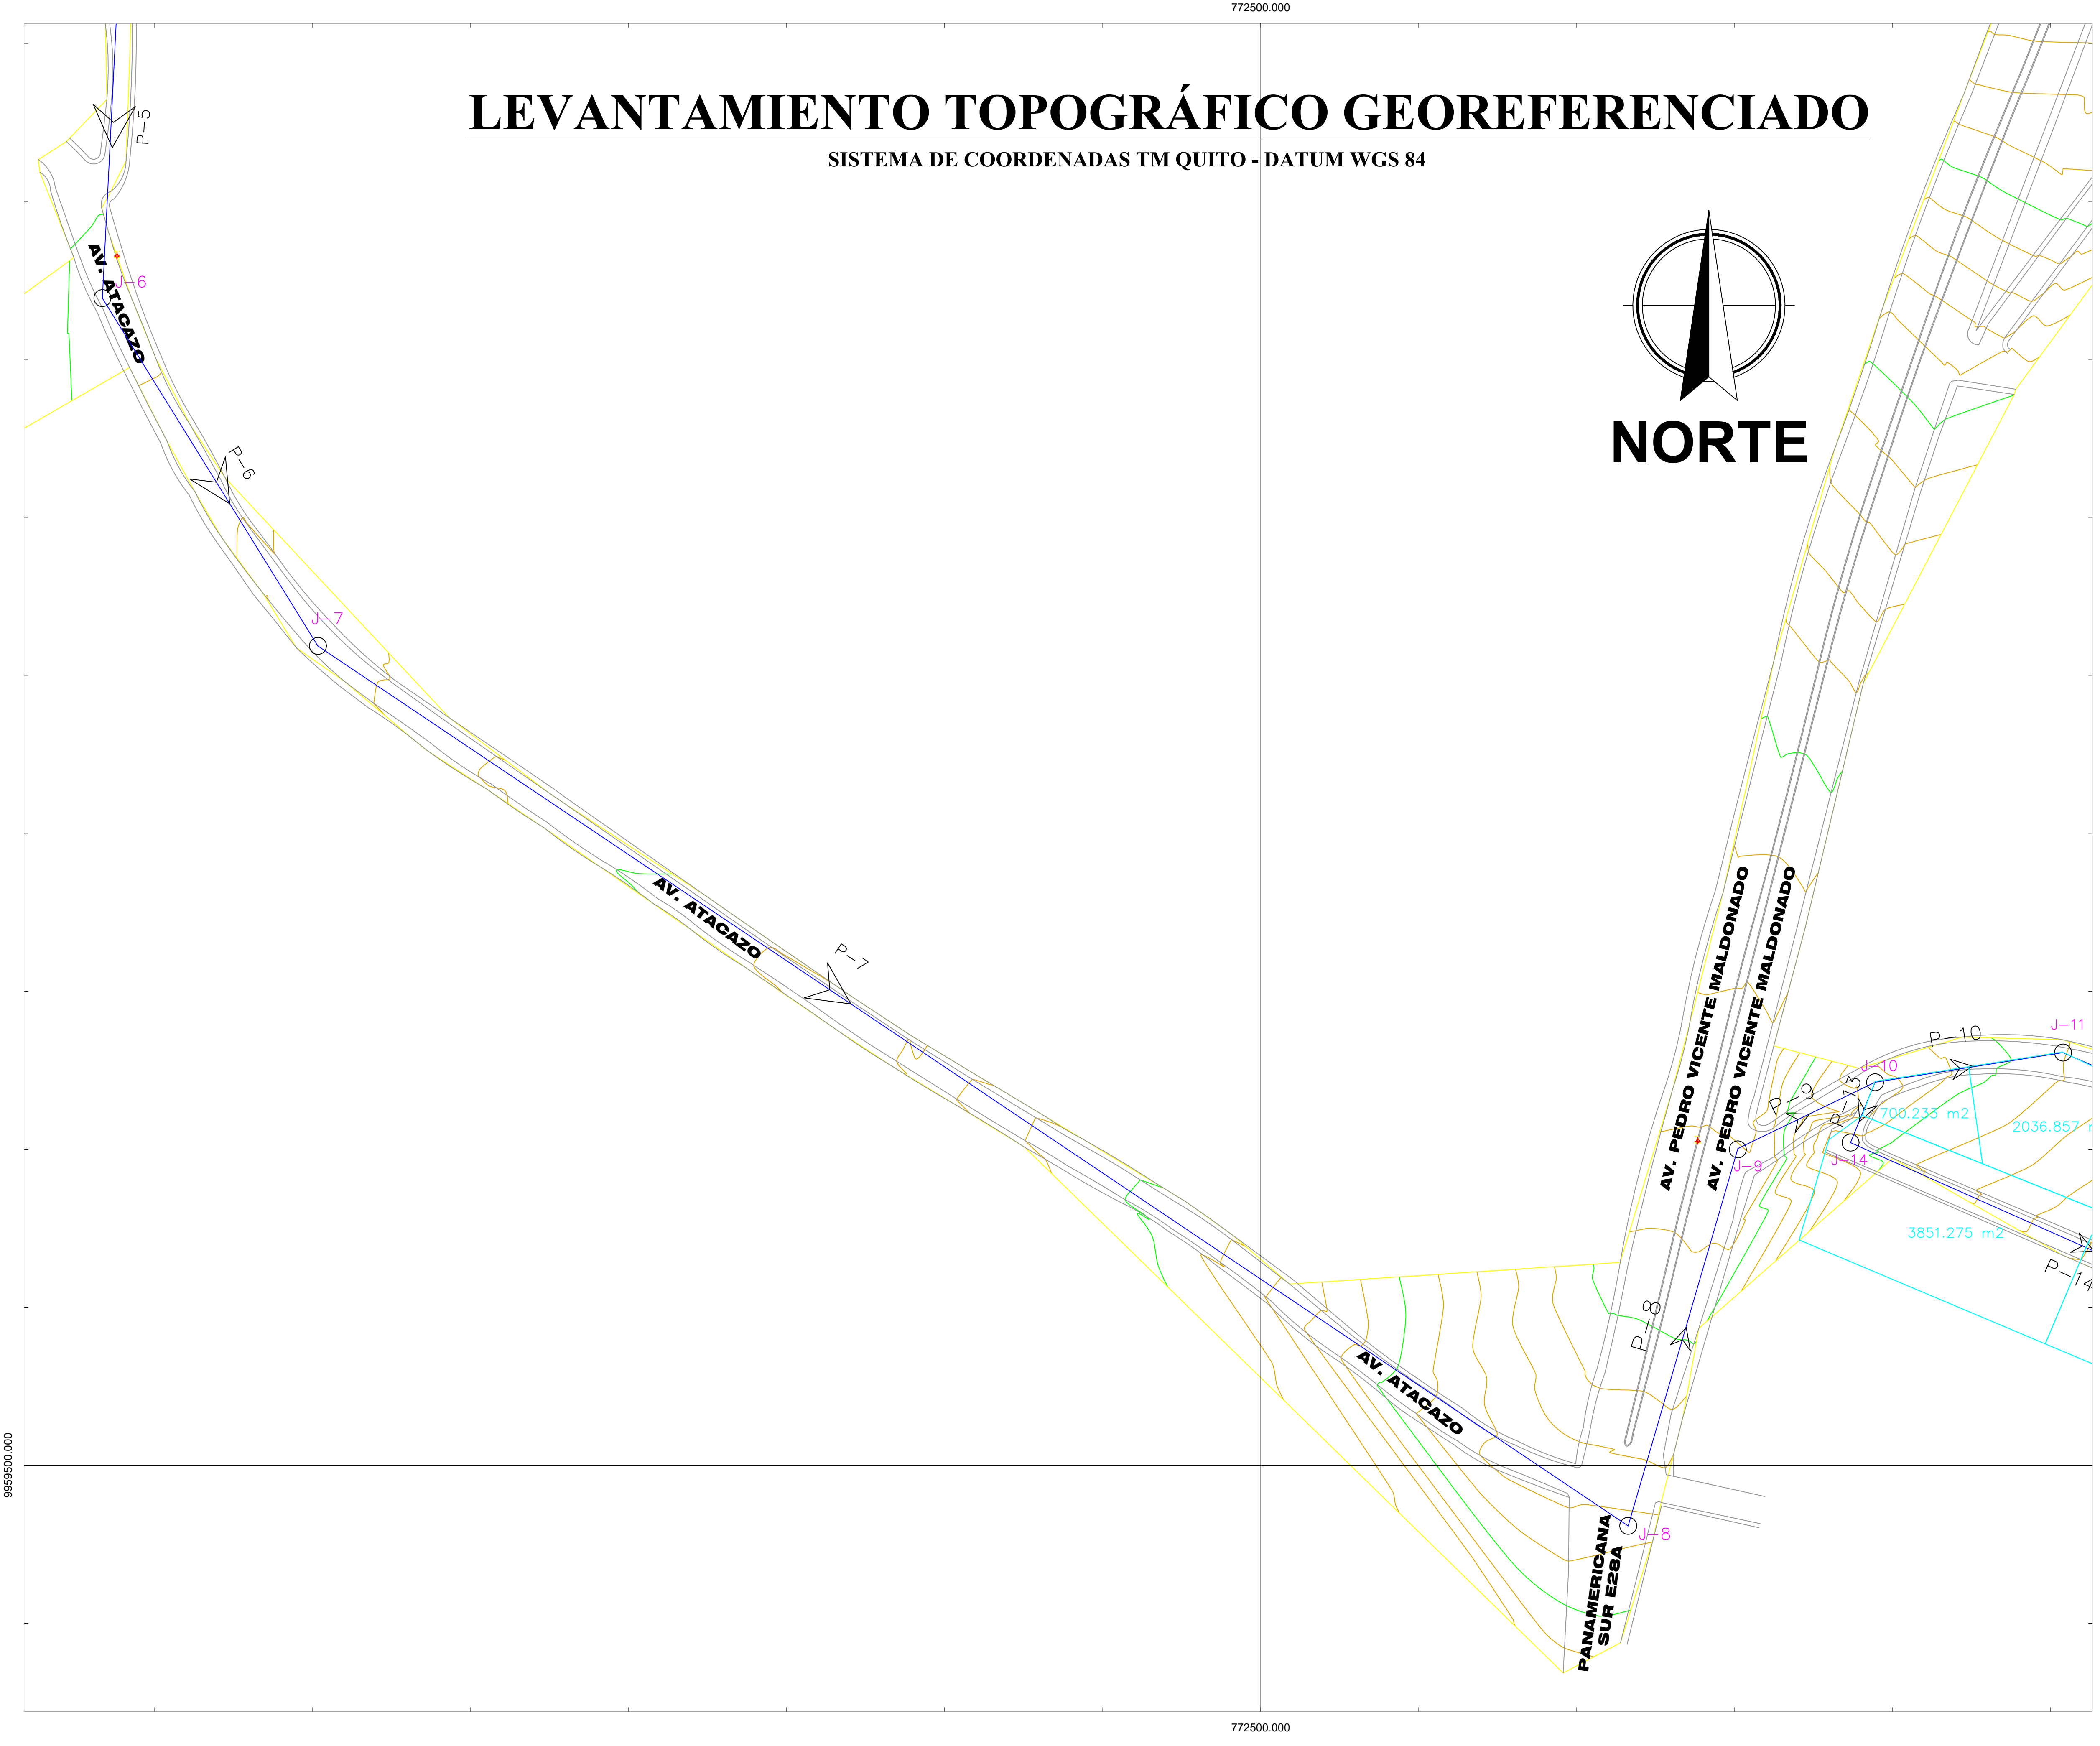 772500.000
LEVANTAMIENTO TOPOGRÁFICO GEOREFERENCIADO
SISTEMA DE COORDENADAS TM QUITO - DATUM WGS 84
P-5
AV. ATACAZO
J-6
NORTE
P-6
J-7
AV. ATACAZO
P-7
AV. PEDRO VICENTE MALDONADO
AV. PEDRO VICENTE MALDONADO
J-11
P-10
J-10
P-9
P-13
700.233 m2
2036.857
J-9
J-14
3851.275 m2
P-14
P-8
AV. ATACAZO
9959500.000
J-8
PANAMERICANA
SUR E28A
772500.000